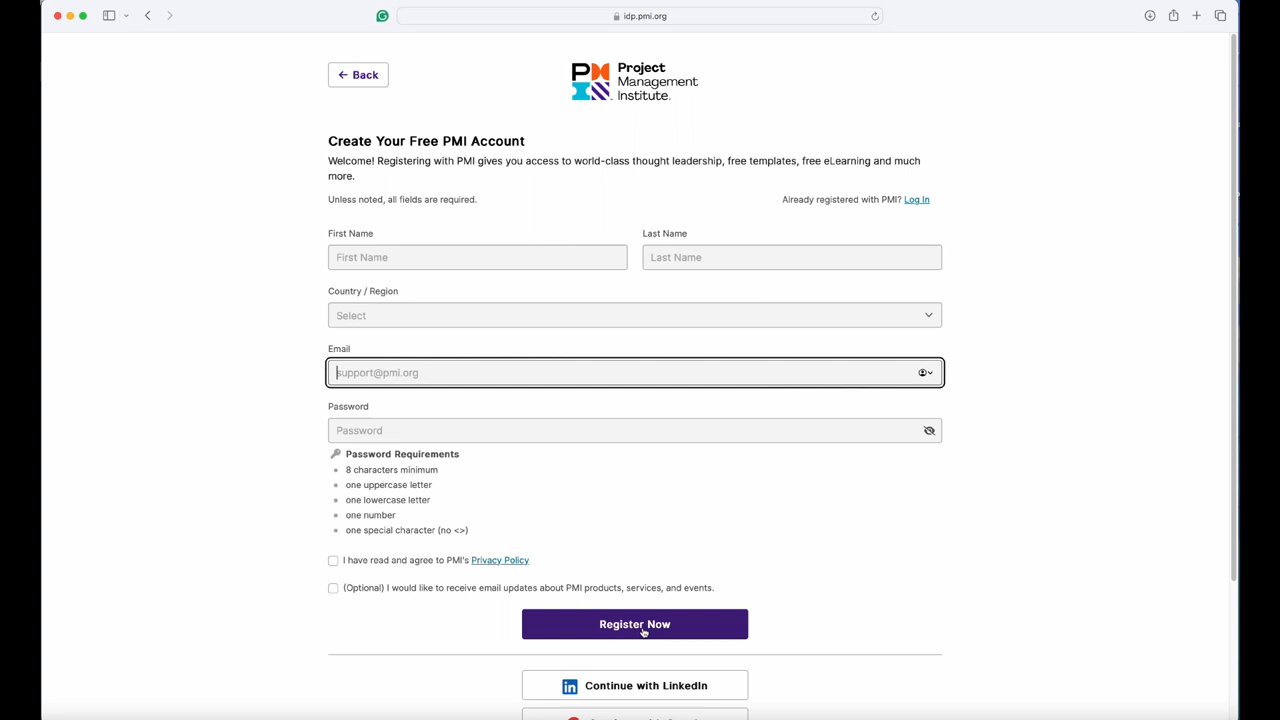 idp.pmi.org
Back
Project
Management
Institute.
Create Your Free PMI Account
Welcome! Registering with PMI gives you access to world-class thought leadership, free templates, free eLearning and much
more.
Unless noted, all fields are required.
Already registered with PMI? Log In
First Name
Last Name
First Name
Last Name
Country / Region
Select
Email
support@pmi.org
Password
Password
Password Requirements
8 characters minimum
one uppercase letter
one lowercase letter
one number
one special character (no <>)
I have read and agree to PMI's Privacy Policy
(Optional) I would like to receive email updates about PMI products, services, and events.
Register Now
Continue with LinkedIn